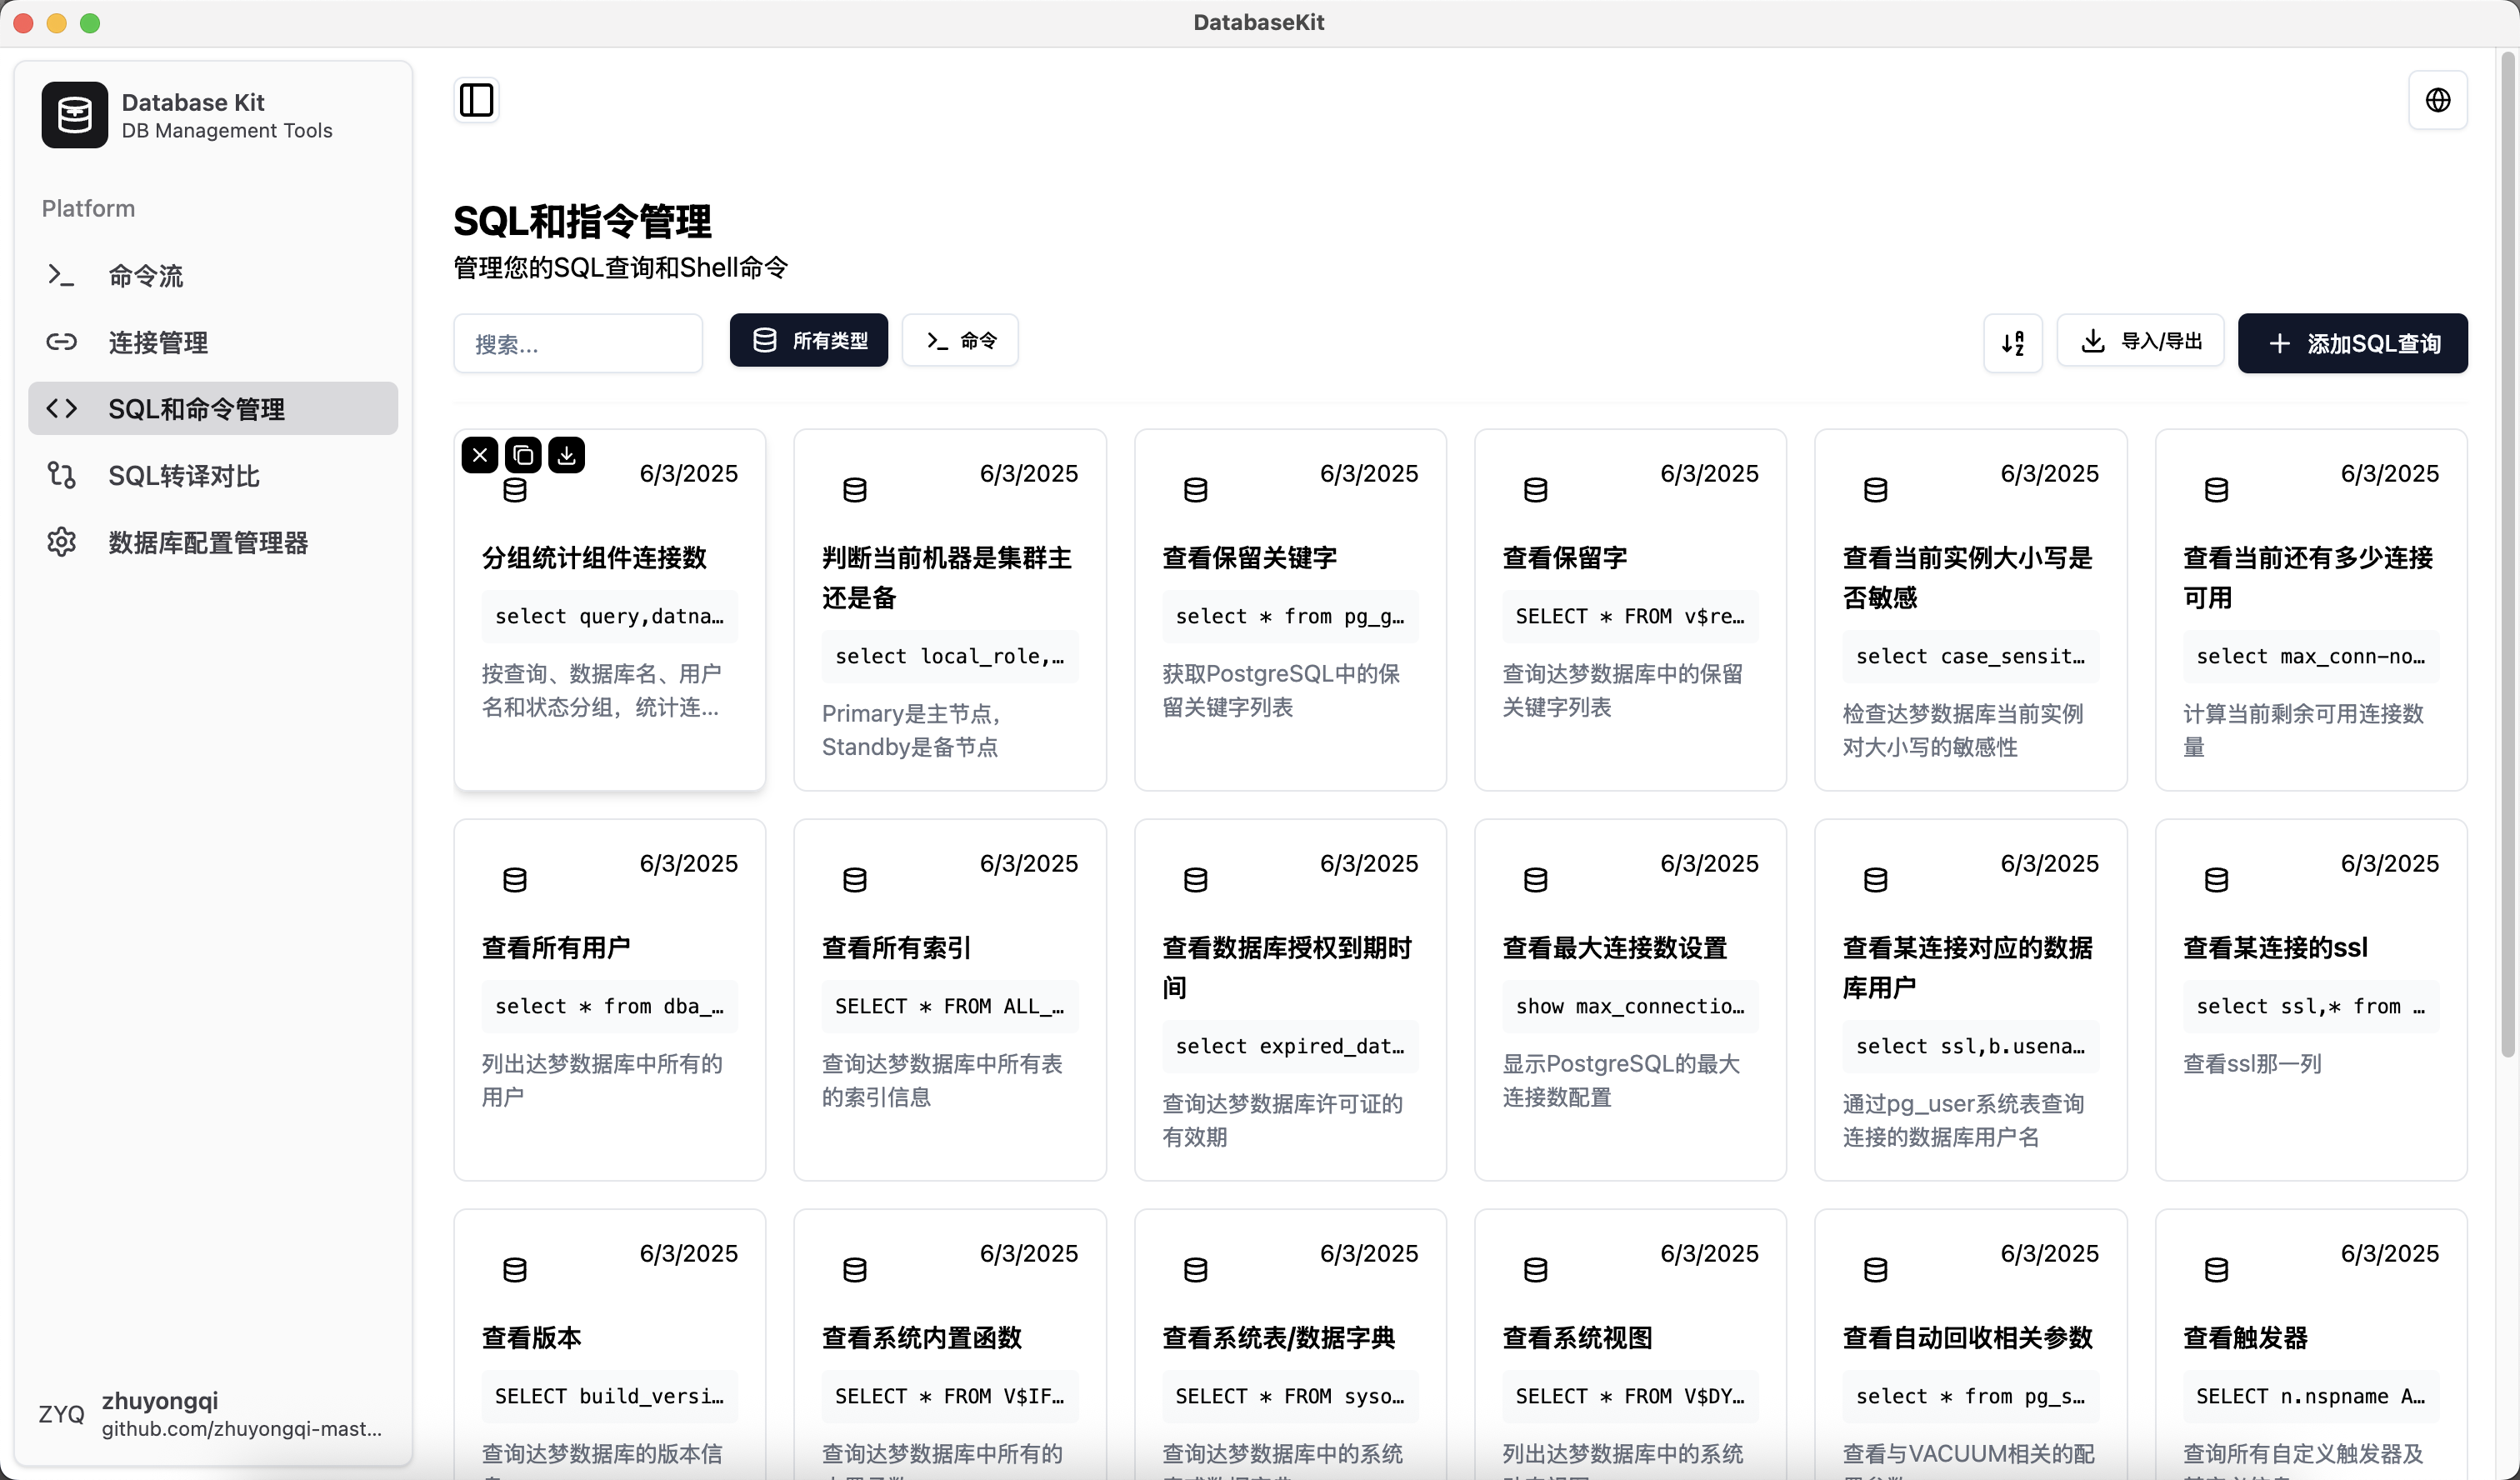 DatabaseKit
Database Kit
DB Management Tools
Platform
命令流
连接管理
SQL和命令管理
SQL转译对比
数据库配置管理器
ZYQ
zhuyongqi
github.com/zhuyongqi-mast...
SQL和指令管理
管理您的SQL查询和Shell命令
搜索...
所有类型
命令
导入/导出
添加SQL查询
6/3/2025
分组统计组件连接数
select query,datna…
按查询、数据库名、用户
名和状态分组，统计连...
6/3/2025
判断当前机器是集群主
还是备
select local_role,…
Primary是主节点，
Standby是备节点
6/3/2025
查看保留关键字
select * from pg_g…
获取PostgreSQL中的保
留关键字列表
6/3/2025
查看保留字
SELECT * FROM v$re…
查询达梦数据库中的保留
关键字列表
6/3/2025
查看当前实例大小写是
否敏感
select case_sensit…
检查达梦数据库当前实例
对大小写的敏感性
6/3/2025
查看当前还有多少连接
可用
select max_conn-no…
计算当前剩余可用连接数
量
6/3/2025
查看所有用户
select * from dba_…
列出达梦数据库中所有的
用户
6/3/2025
查看所有索引
SELECT * FROM ALL_…
查询达梦数据库中所有表
的索引信息
6/3/2025
查看数据库授权到期时
间
select expired_dat…
查询达梦数据库许可证的
有效期
6/3/2025
查看最大连接数设置
show max_connectio…
显示PostgreSQL的最大
连接数配置
6/3/2025
查看某连接对应的数据
库用户
select ssl,b.usena…
通过pg_user系统表查询
连接的数据库用户名
6/3/2025
查看某连接的ssl
select ssl,* from …
查看ssl那一列
6/3/2025
查看版本
SELECT build_versi…
查询达梦数据库的版本信
6/3/2025
查看系统内置函数
SELECT * FROM V$IF…
查询达梦数据库中所有的
6/3/2025
查看系统表/数据字典
SELECT * FROM syso…
查询达梦数据库中的系统
6/3/2025
查看系统视图
SELECT * FROM V$DY…
列出达梦数据库中的系统
6/3/2025
查看自动回收相关参数
select * from pg_s…
查看与VACUUM相关的配
6/3/2025
查看触发器
SELECT n.nspname A…
查询所有自定义触发器及